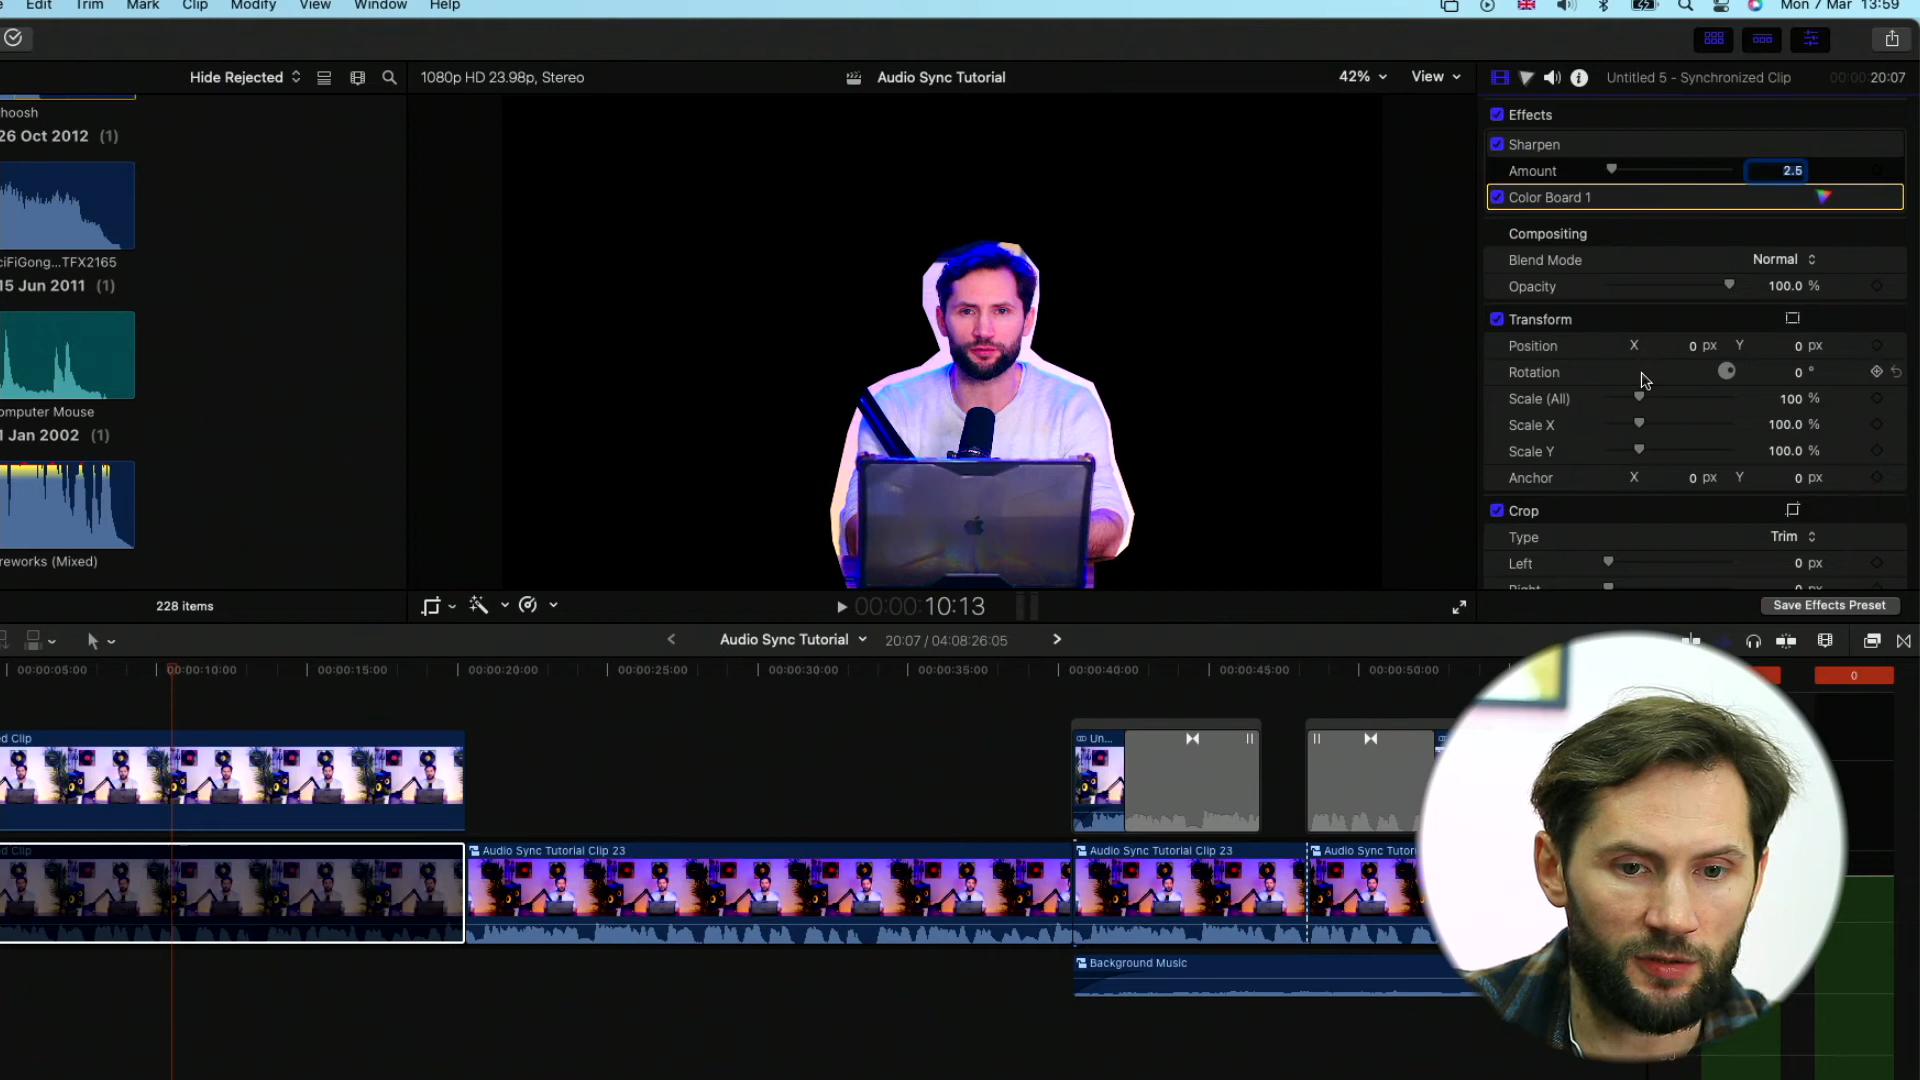 Edit Trim Mark Clip Modify View Window Help
Mon 7 Mar 13:59
Hide Rejected
1080p HD 23.98p, Stereo
Audio Sync Tutorial
42%
View
Untitled 5 - Synchronized Clip
00:00:20:07
hoosh
26 Oct 2012 (1)
ciFiGong...TFX2165
15 Jun 2011 (1)
omputer Mouse
1 Jan 2002 (1)
reworks (Mixed)
228 items
Effects
Sharpen
Amount 2.5
Color Board 1
Compositing
Blend Mode Normal
Opacity 100.0 %
Transform
Position X 0 px Y 0 px
Rotation 0 °
Scale (All) 100 %
Scale X 100.0 %
Scale Y 100.0 %
Anchor X 0 px Y 0 px
Crop
Type Trim
Left 0 px
Right
Save Effects Preset
00:00:10:13
Audio Sync Tutorial
20:07 / 04:08:26:05
00:00:05:00 00:00:10:00 00:00:15:00 00:00:20:00 00:00:25:00 00:00:30:00 00:00:35:00 00:00:40:00 00:00:45:00 00:00:50:00
0
d Clip
Un...
d Clip
Audio Sync Tutorial Clip 23
Audio Sync Tutorial Clip 23
Audio Sync Tutor
Background Music